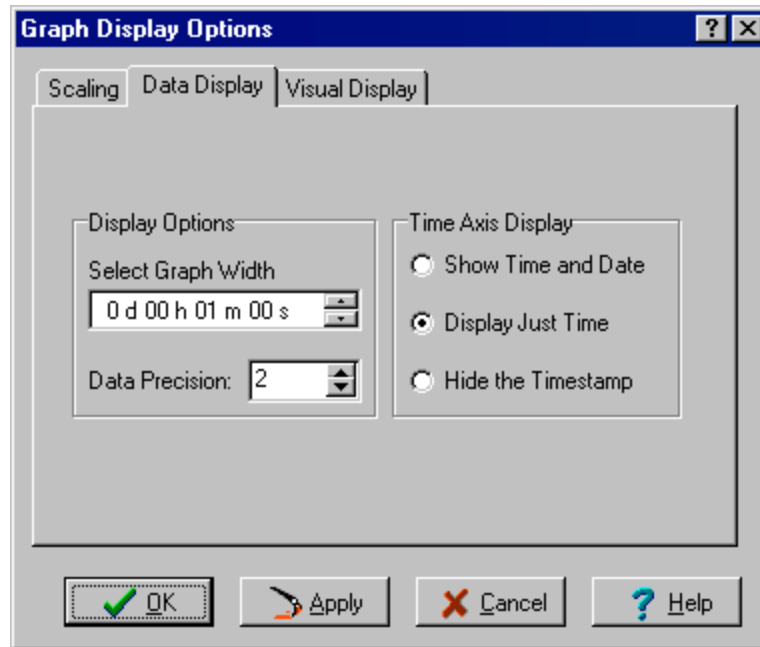 Graph Display Options
Scaling
Data Display
Visual Display
Display Options
Select Graph Width
0 d 00 h 01 m 00 s
Data Precision: 2
Time Axis Display
Show Time and Date
Display Just Time
Hide the Timestamp
OK
Apply
Cancel
Help